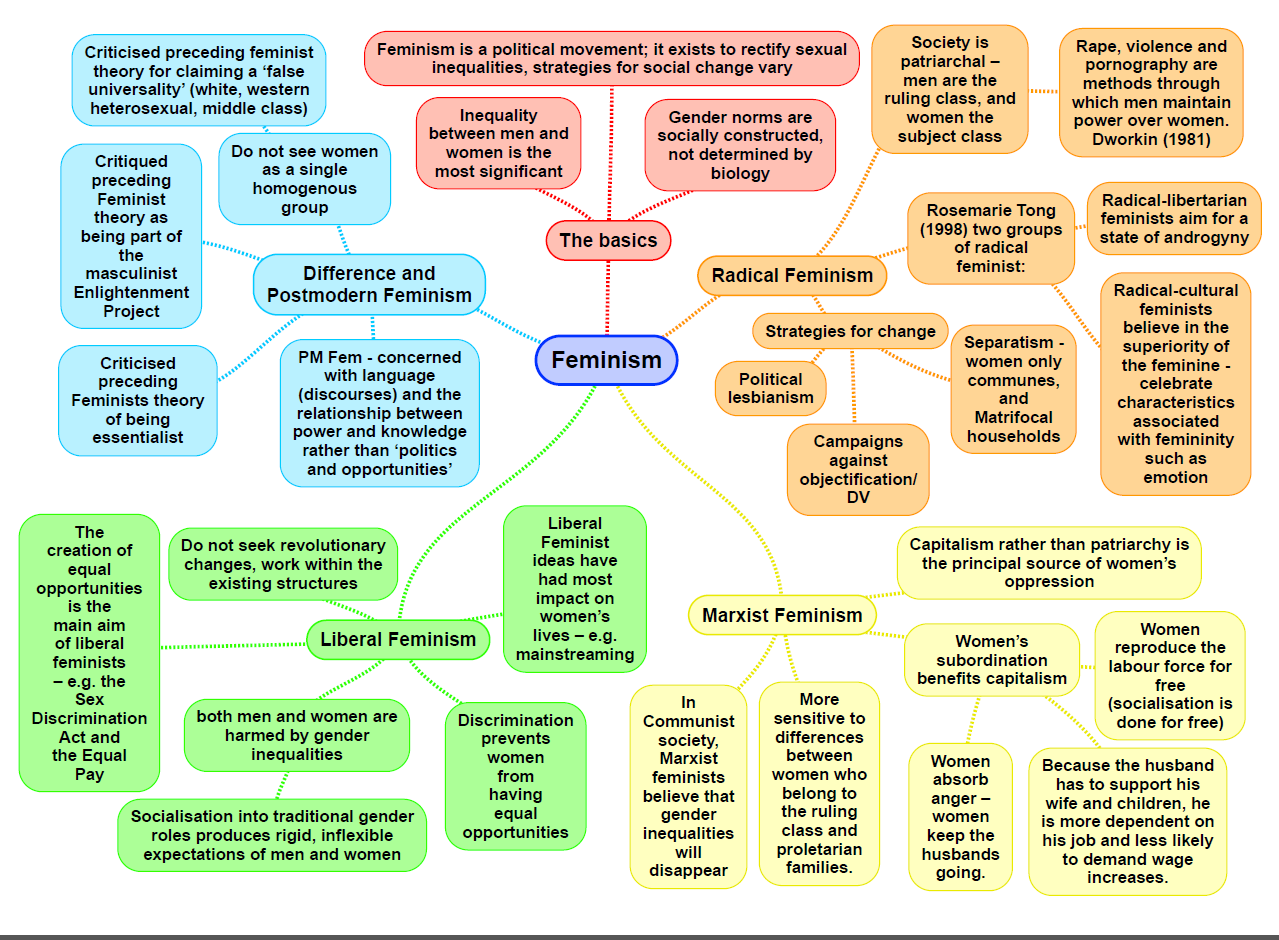 Feminism
The basics
Feminism is a political movement; it exists to rectify sexual
inequalities, strategies for social change vary
Inequality
between men and
women is the
most significant
Gender norms are
socially constructed,
not determined by
biology
Radical Feminism
Society is
patriarchal –
men are the
ruling class, and
women the
subject class
Rape, violence and
pornography are
methods through
which men maintain
power over women.
Dworkin (1981)
Rosemarie Tong
(1998) two groups
of radical
feminist:
Radical-libertarian
feminists aim for a
state of androgyny
Radical-cultural
feminists
believe in the
superiority of
the feminine -
celebrate
characteristics
associated
with femininity
such as
emotion
Strategies for change
Political
lesbianism
Campaigns
against
objectification/
DV
Separatism -
women only
communes,
and
Matrifocal
households
Marxist Feminism
Capitalism rather than patriarchy is
the principal source of women’s
oppression
Women’s
subordination
benefits capitalism
Women
reproduce the
labour force for
free
(socialisation is
done for free)
Women
absorb
anger –
women
keep the
husbands
going.
Because the husband
has to support his
wife and children, he
is more dependent on
his job and less likely
to demand wage
increases.
More
sensitive to
differences
between
women who
belong to
the ruling
class and
proletarian
families.
In
Communist
society,
Marxist
feminists
believe that
gender
inequalities
will
disappear
Liberal Feminism
Liberal
Feminist
ideas have
had most
impact on
women’s
lives – e.g.
mainstreaming
Do not seek revolutionary
changes, work within the
existing structures
The
creation of
equal
opportunities
is the
main aim
of liberal
feminists
– e.g. the
Sex
Discrimination
Act and
the Equal
Pay
both men and women are
harmed by gender
inequalities
Socialisation into traditional gender
roles produces rigid, inflexible
expectations of men and women
Discrimination
prevents
women
from
having
equal
opportunities
Difference and
Postmodern Feminism
Do not see women
as a single
homogenous
group
Criticised preceding feminist
theory for claiming a ‘false
universality’ (white, western
heterosexual, middle class)
Critiqued
preceding
Feminist
theory as
being part of
the
masculinist
Enlightenment
Project
Criticised
preceding
Feminists theory
of being
essentialist
PM Fem - concerned
with language
(discourses) and the
relationship between
power and knowledge
rather than ‘politics
and opportunities’